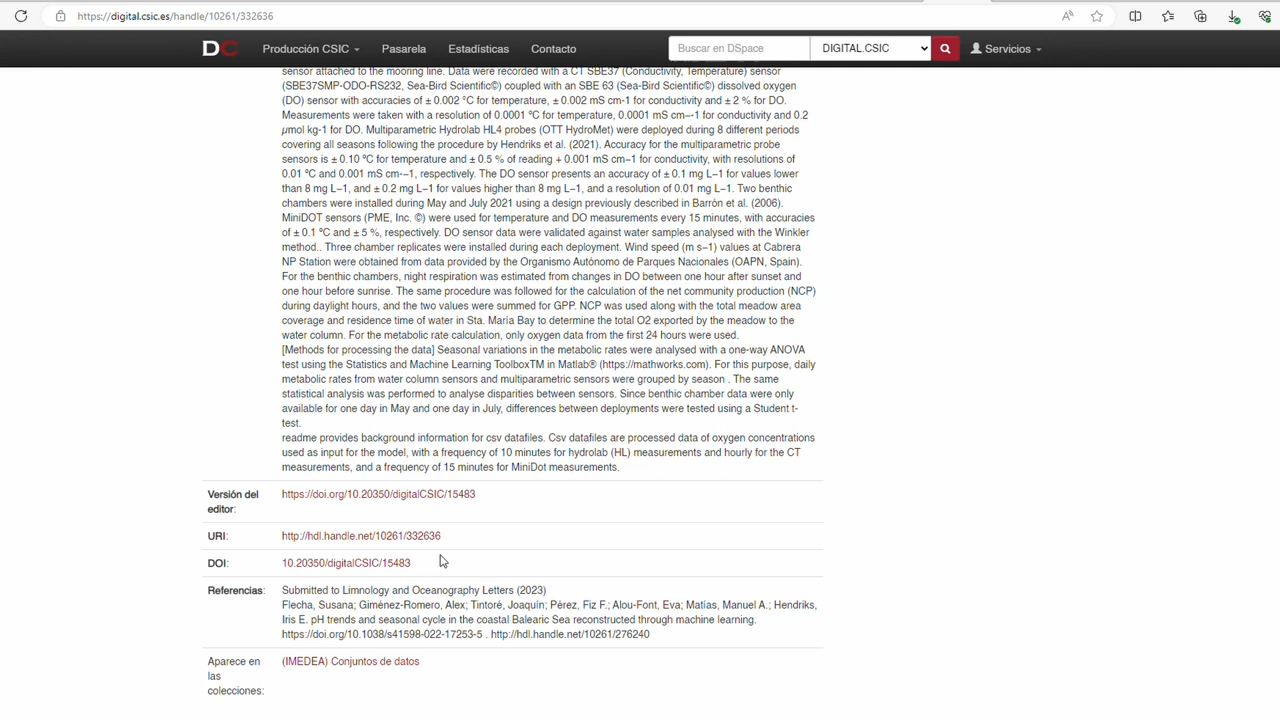 https://digital.csic.es/handle/10261/332636
DC
Producción CSIC
Pasarela
Estadísticas
Contacto
Buscar en DSpace
DIGITAL.CSIC
Servicios
sensor attached to the mooring line. Data were recorded with a CT SBE37 (Conductivity, Temperature) sensor
(SBE37SMP-ODO-RS232, Sea-Bird Scientific©) coupled with an SBE 63 (Sea-Bird Scientific©) dissolved oxygen
(DO) sensor with accuracies of ± 0.002 °C for temperature, ± 0.002 mS cm-1 for conductivity and ± 2 % for DO.
Measurements were taken with a resolution of 0.0001 ºC for temperature, 0.0001 mS cm−-1 for conductivity and 0.2
µmol kg-1 for DO. Multiparametric Hydrolab HL4 probes (OTT HydroMet) were deployed during 8 different periods
covering all seasons following the procedure by Hendriks et al. (2021). Accuracy for the multiparametric probe
sensors is ± 0.10 ºC for temperature and ± 0.5 % of reading + 0.001 mS cm−1 for conductivity, with resolutions of
0.01 ºC and 0.001 mS cm-−1, respectively. The DO sensor presents an accuracy of ± 0.1 mg L−1 for values lower
than 8 mg L−1, and ± 0.2 mg L−1 for values higher than 8 mg L−1, and a resolution of 0.01 mg L−1. Two benthic
chambers were installed during May and July 2021 using a design previously described in Barrón et al. (2006).
MiniDOT sensors (PME, Inc. ©) were used for temperature and DO measurements every 15 minutes, with accuracies
of ± 0.1 ºC and ± 5 %, respectively. DO sensor data were validated against water samples analysed with the Winkler
method.. Three chamber replicates were installed during each deployment. Wind speed (m s−1) values at Cabrera
NP Station were obtained from data provided by the Organismo Autónomo de Parques Nacionales (OAPN, Spain).
For the benthic chambers, night respiration was estimated from changes in DO between one hour after sunset and
one hour before sunrise. The same procedure was followed for the calculation of the net community production (NCP)
during daylight hours, and the two values were summed for GPP. NCP was used along with the total meadow area
coverage and residence time of water in Sta. María Bay to determine the total O2 exported by the meadow to the
water column. For the metabolic rate calculation, only oxygen data from the first 24 hours were used.
[Methods for processing the data] Seasonal variations in the metabolic rates were analysed with a one-way ANOVA
test using the Statistics and Machine Learning ToolboxTM in Matlab® (https://mathworks.com). For this purpose, daily
metabolic rates from water column sensors and multiparametric sensors were grouped by season . The same
statistical analysis was performed to analyse disparities between sensors. Since benthic chamber data were only
available for one day in May and one day in July, differences between deployments were tested using a Student t-
test.
readme provides background information for csv datafiles. Csv datafiles are processed data of oxygen concentrations
used as input for the model, with a frequency of 10 minutes for hydrolab (HL) measurements and hourly for the CT
measurements, and a frequency of 15 minutes for MiniDot measurements.
Versión del
editor:
https://doi.org/10.20350/digitalCSIC/15483
URI:
http://hdl.handle.net/10261/332636
DOI:
10.20350/digitalCSIC/15483
Referencias:
Submitted to Limnology and Oceanography Letters (2023)
Flecha, Susana; Giménez-Romero, Alex; Tintoré, Joaquín; Pérez, Fiz F.; Alou-Font, Eva; Matías, Manuel A.; Hendriks,
Iris E. pH trends and seasonal cycle in the coastal Balearic Sea reconstructed through machine learning.
https://doi.org/10.1038/s41598-022-17253-5 . http://hdl.handle.net/10261/276240
Aparece en
las
colecciones:
(IMEDEA) Conjuntos de datos